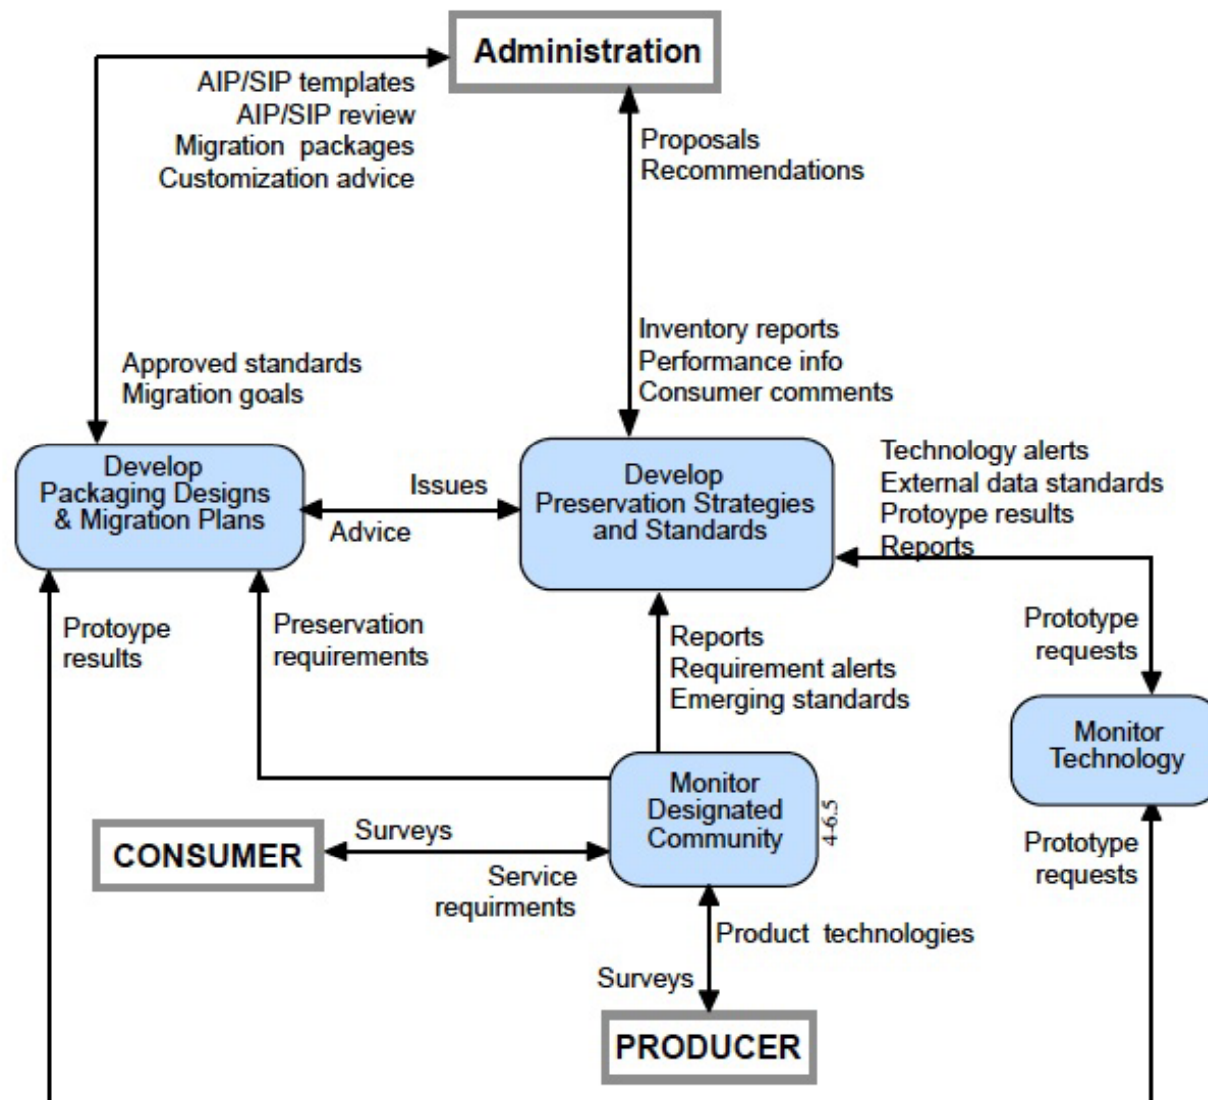 Administration
AIP/SIP templates
AIP/SIP review
Migration packages
Customization advice
Proposals
Recommendations
Inventory reports
Performance info
Consumer comments
Approved standards
Migration goals
Develop
Packaging Designs
& Migration Plans
Issues
Advice
Develop
Preservation Strategies
and Standards
Technology alerts
External data standards
Protoype results
Reports
Protoype
results
Preservation
requirements
Reports
Requirement alerts
Emerging standards
Prototype
requests
Monitor
Technology
Monitor
Designated
Community
4-6.5
CONSUMER
Surveys
Service
requirments
Prototype
requests
Product technologies
Surveys
PRODUCER